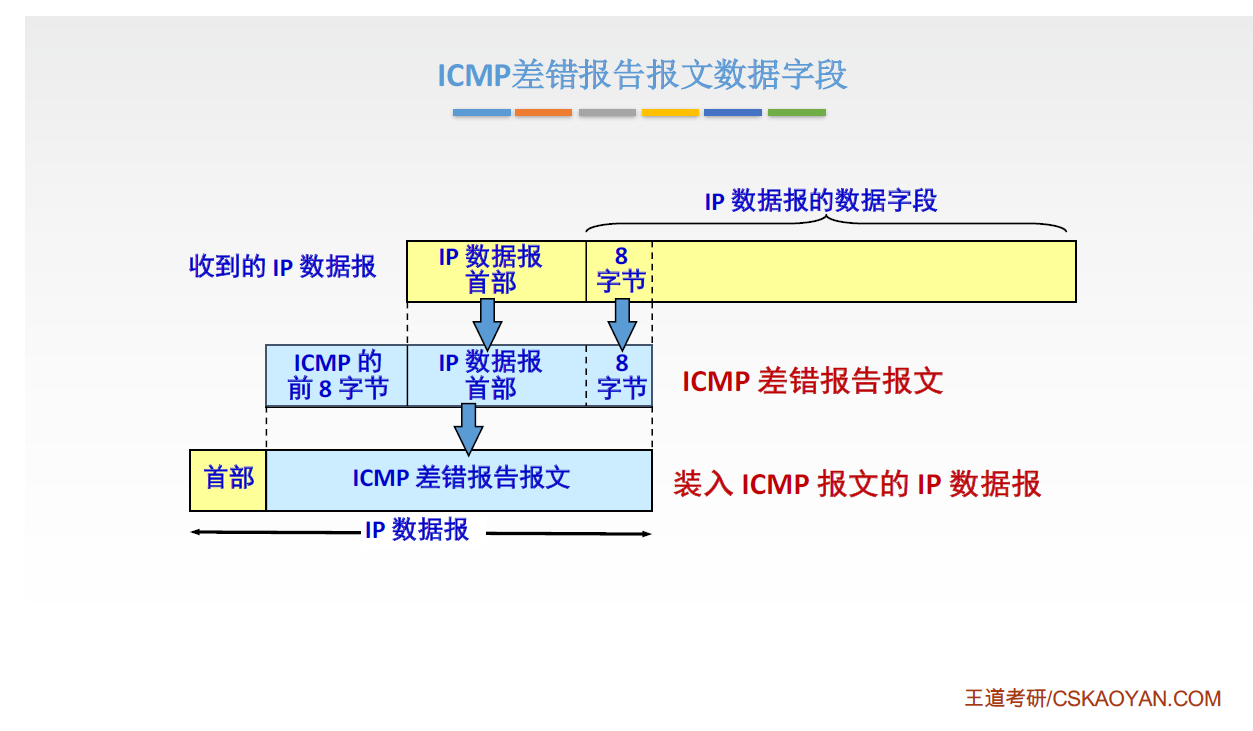 ICMP差错报告报文数据字段
IP 数据报的数据字段
收到的 IP 数据报
IP 数据报
首部
8
字节
ICMP 的
前 8 字节
IP 数据报
首部
8
字节
ICMP 差错报告报文
首部
ICMP 差错报告报文
装入 ICMP 报文的 IP 数据报
IP 数据报
王道考研/CSKAOYAN.COM